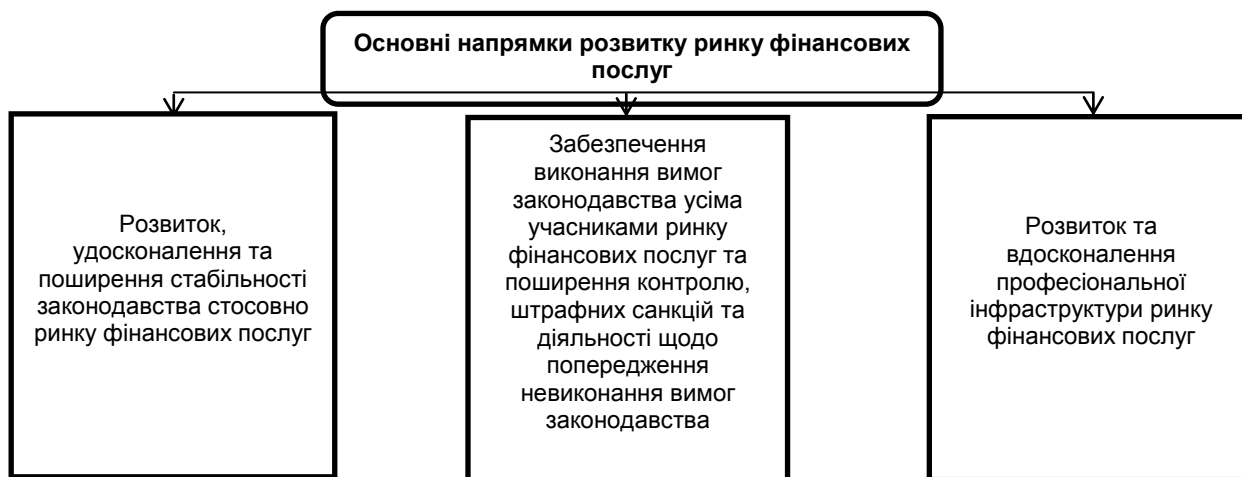 Основні напрямки розвитку ринку фінансових
послуг
Розвиток,
удосконалення та
поширення стабільності
законодавства стосовно
ринку фінансових послуг
Забезпечення
виконання вимог
законодавства усіма
учасниками ринку
фінансових послуг та
поширення контролю,
штрафних санкцій та
діяльності щодо
попередження
невиконання вимог
законодавства
Розвиток та
вдосконалення
професіональної
інфраструктури ринку
фінансових послуг